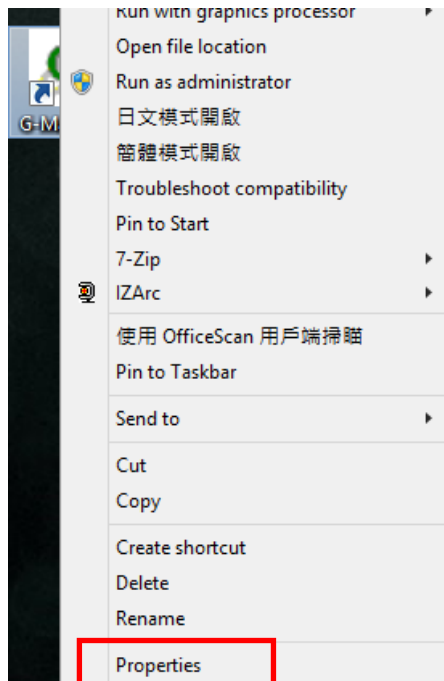 Run with graphics processor
Open file location
Run as administrator
日文模式開啟
簡體模式開啟
Troubleshoot compatibility
Pin to Start
7-Zip
IZArc
使用 OfficeScan 用戶端掃瞄
Pin to Taskbar
Send to
Cut
Copy
Create shortcut
Delete
Rename
Properties
G-M